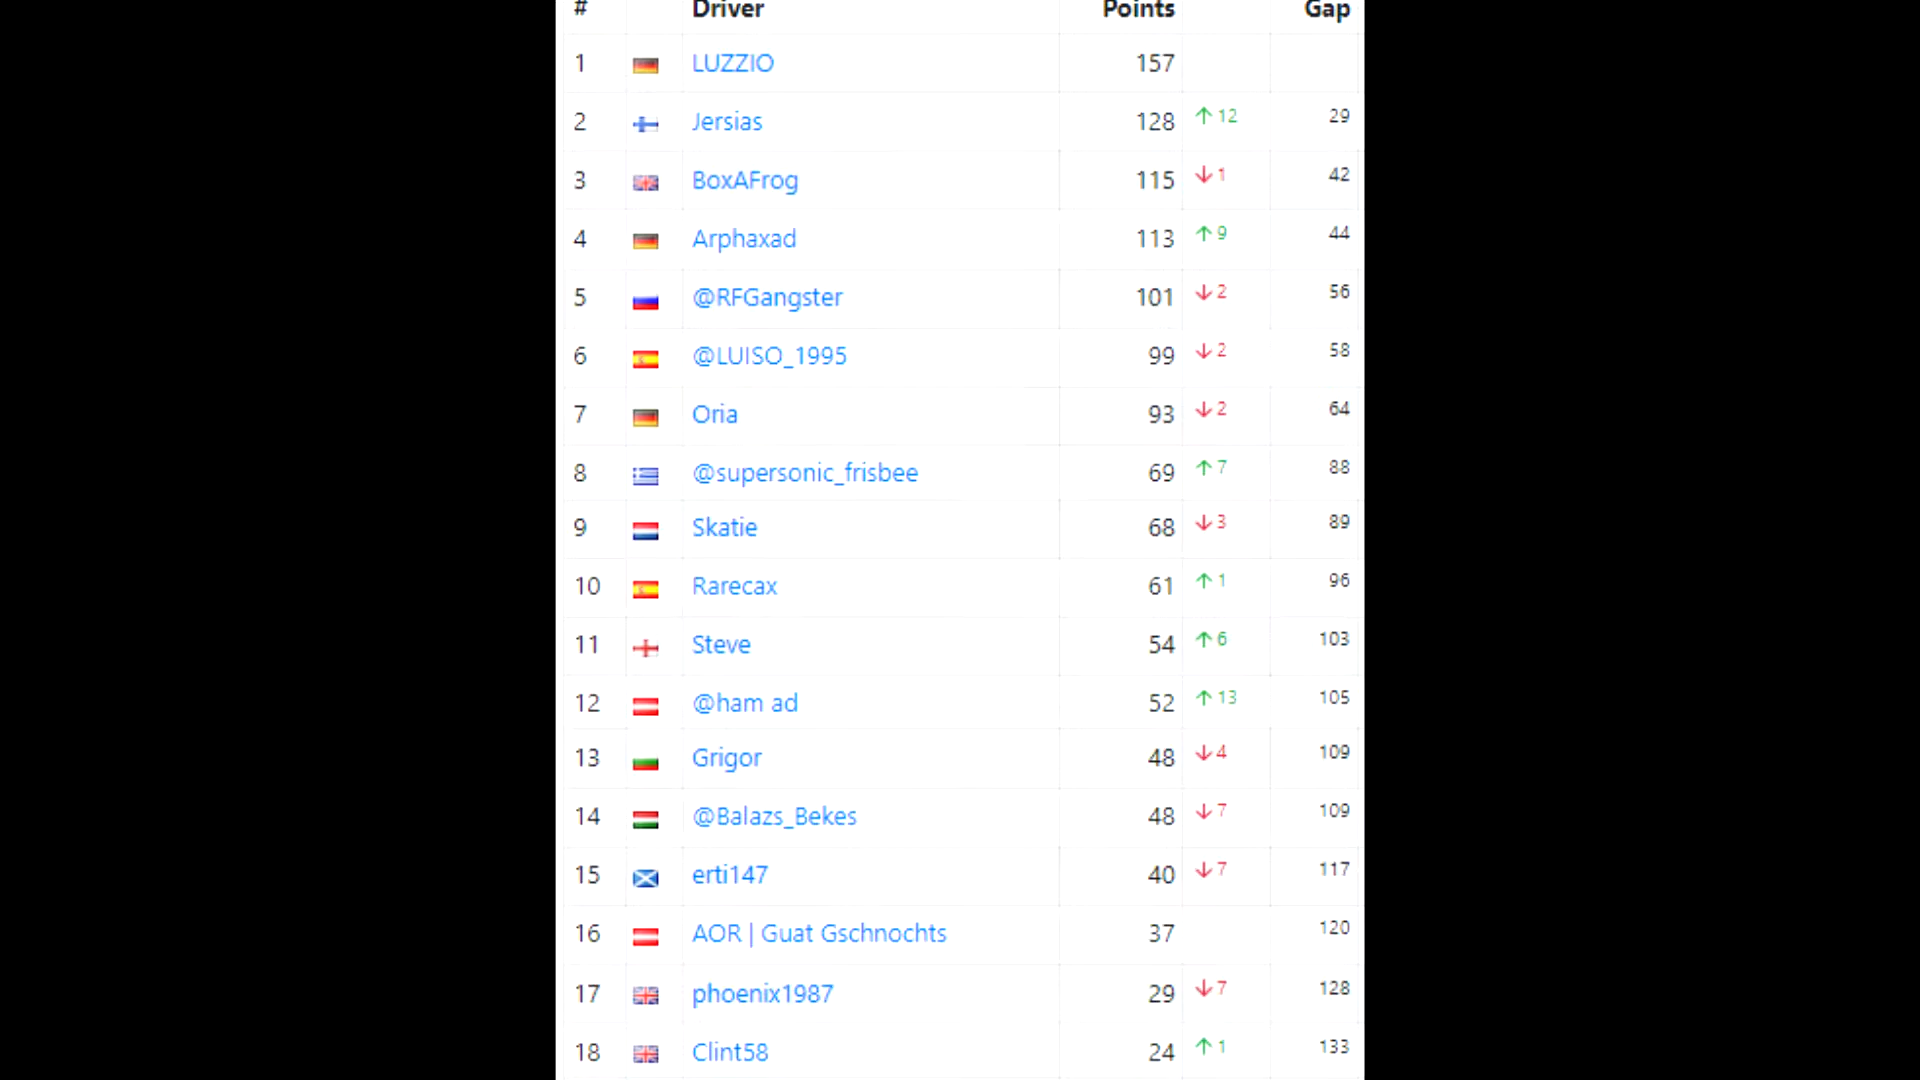 # Driver Points Gap
1 LUZZIO 157
2 Jersias 128 ↑ 12 29
3 BoxAFrog 115 ↓ 1 42
4 Arphaxad 113 ↑ 9 44
5 @RFGangster 101 ↓ 2 56
6 @LUISO_1995 99 ↓ 2 58
7 Oria 93 ↓ 2 64
8 @supersonic_frisbee 69 ↑ 7 88
9 Skatie 68 ↓ 3 89
10 Rarecax 61 ↑ 1 96
11 Steve 54 ↑ 6 103
12 @ham ad 52 ↑ 13 105
13 Grigor 48 ↓ 4 109
14 @Balazs_Bekes 48 ↓ 7 109
15 erti147 40 ↓ 7 117
16 AOR | Guat Gschnochts 37 120
17 phoenix1987 29 ↓ 7 128
18 Clint58 24 ↑ 1 133